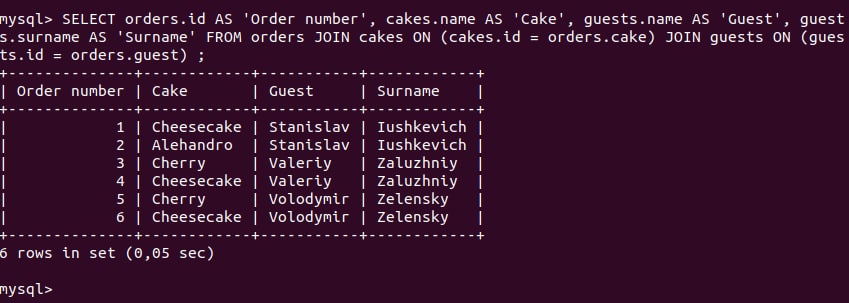 mysql> SELECT orders.id AS 'Order number', cakes.name AS 'Cake', guests.name AS 'Guest', guest
s.surname AS 'Surname' FROM orders JOIN cakes ON (cakes.id = orders.cake) JOIN guests ON (gues
ts.id = orders.guest) ;
+--------------+------------+-----------+------------+
| Order number | Cake       | Guest     | Surname    |
+--------------+------------+-----------+------------+
|            1 | Cheesecake | Stanislav | Iushkevich |
|            2 | Alehandro  | Stanislav | Iushkevich |
|            3 | Cherry     | Valeriy   | Zaluzhniy  |
|            4 | Cheesecake | Valeriy   | Zaluzhniy  |
|            5 | Cherry     | Volodymir | Zelensky   |
|            6 | Cheesecake | Volodymir | Zelensky   |
+--------------+------------+-----------+------------+
6 rows in set (0,05 sec)
mysql>